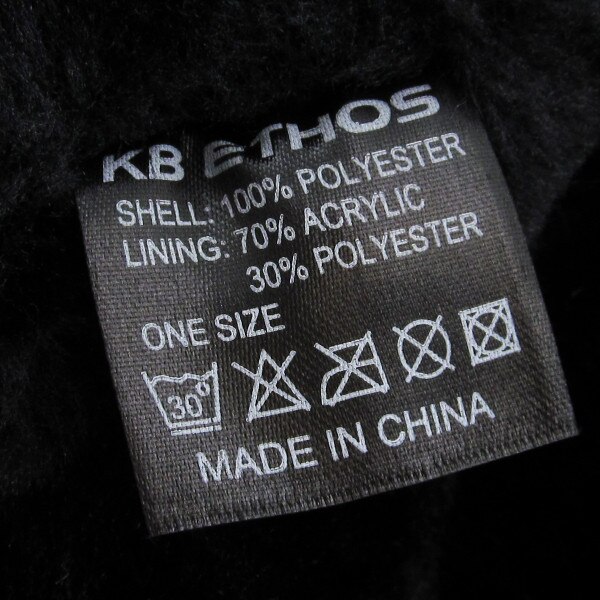 KB ETHOS
SHELL: 100% POLYESTER
LINING: 70% ACRYLIC
30% POLYESTER
ONE SIZE
30°
MADE IN CHINA